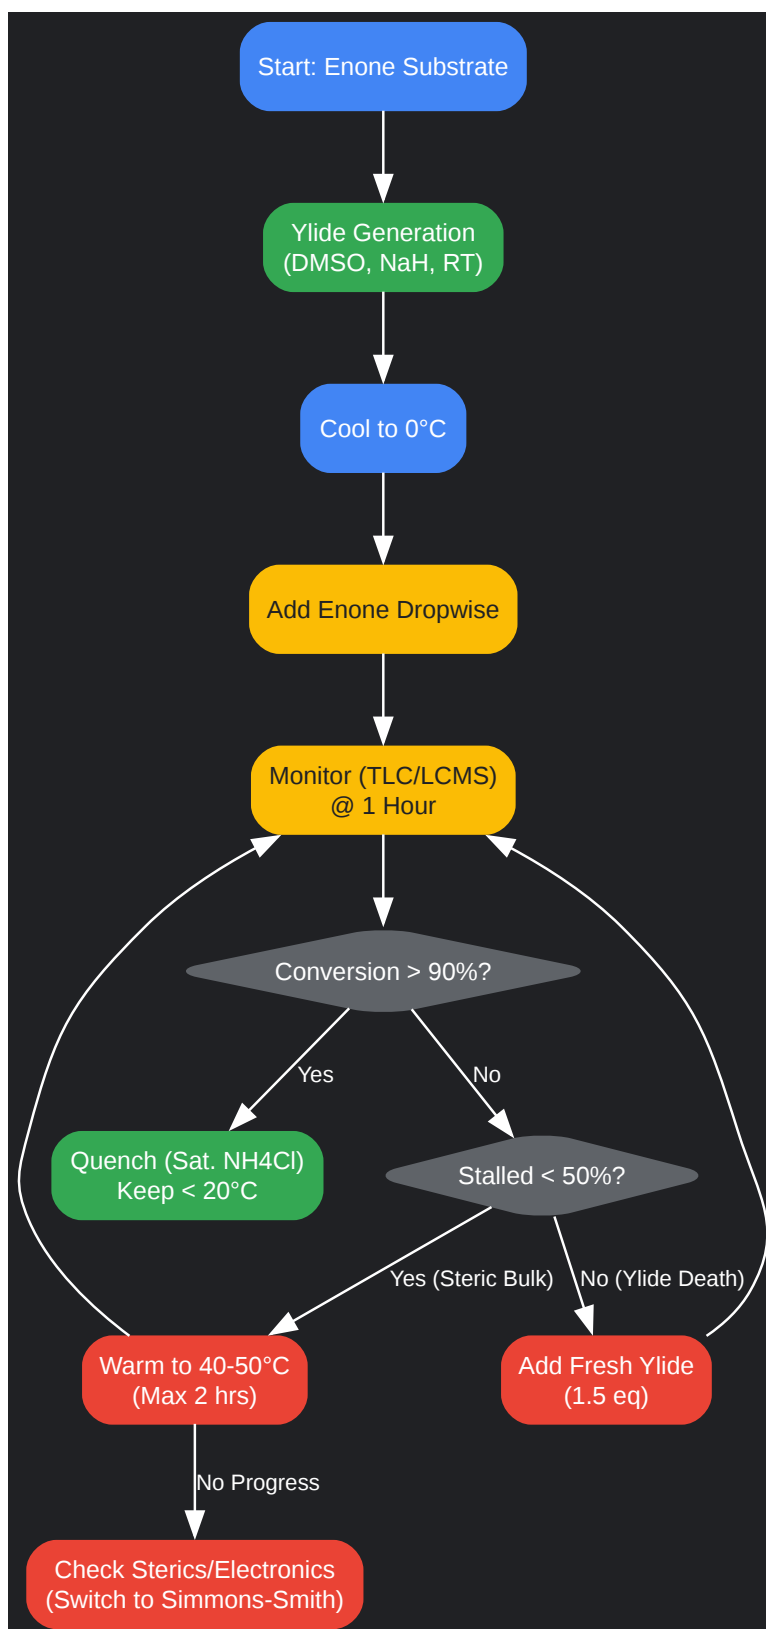 Start: Enone Substrate
Ylide Generation
(DMSO, NaH, RT)
Cool to 0°C
Add Enone Dropwise
Monitor (TLC/LCMS)
@ 1 Hour
Conversion > 90%?
Yes
No
Quench (Sat. NH4Cl)
Keep < 20°C
Stalled < 50%?
Yes (Steric Bulk)
No (Ylide Death)
Warm to 40-50°C
(Max 2 hrs)
Add Fresh Ylide
(1.5 eq)
No Progress
Check Sterics/Electronics
(Switch to Simmons-Smith)